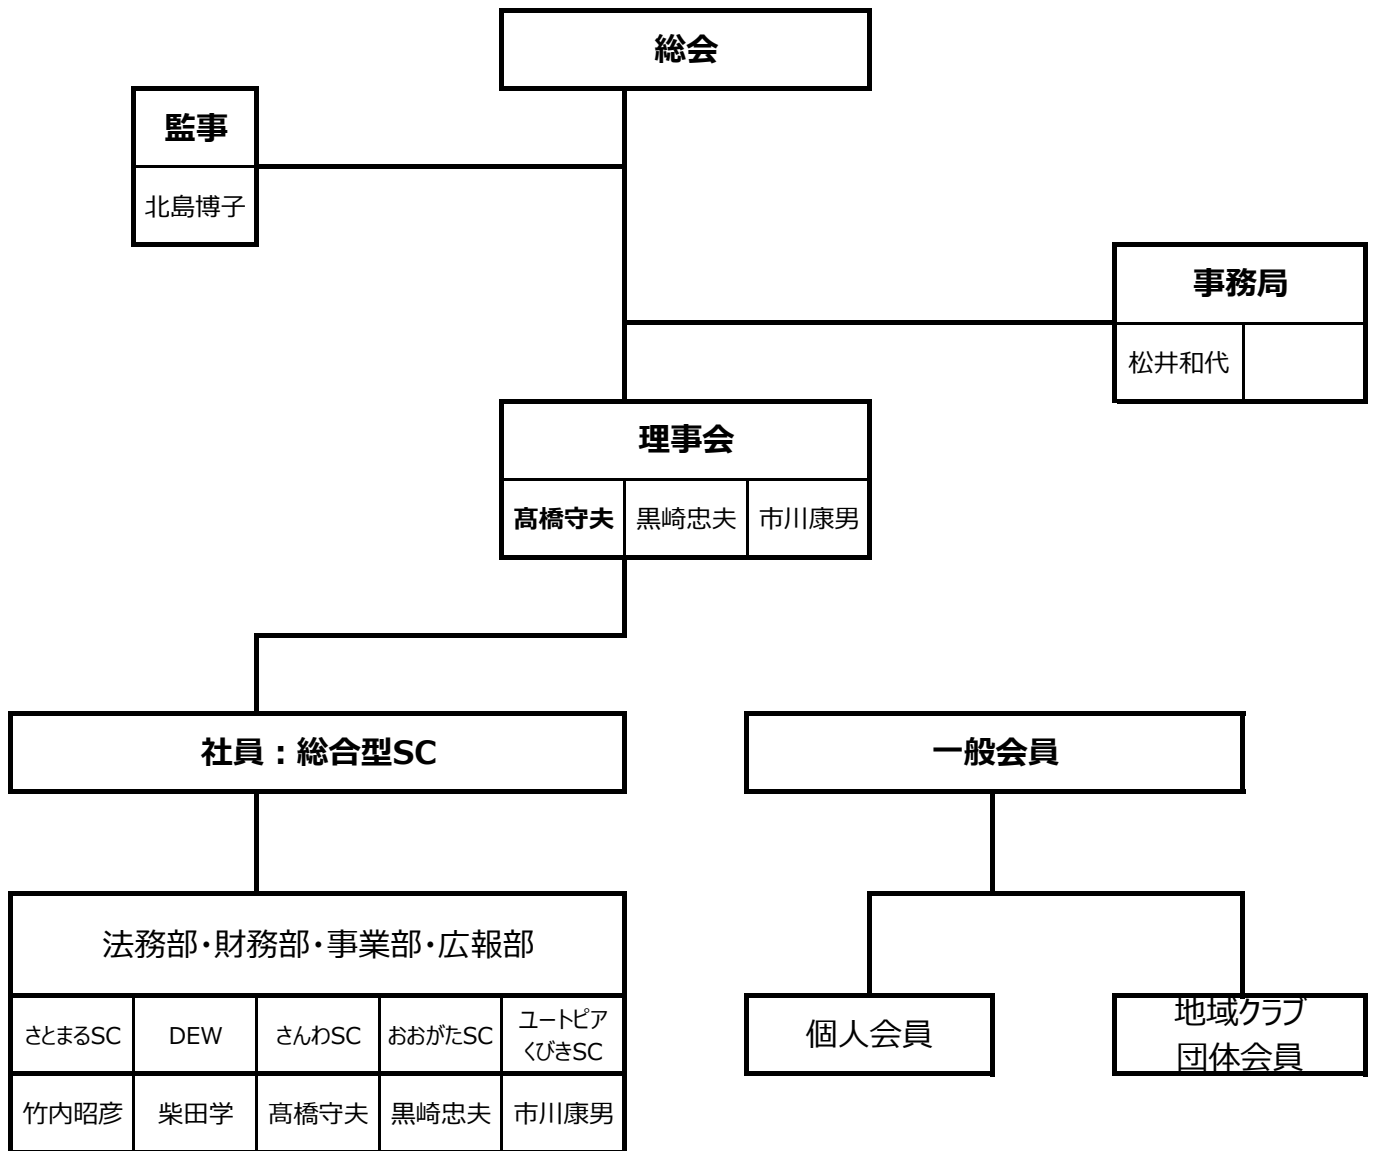 総会
監事
北島博子
事務局
松井和代
理事会
髙橋守夫 黒崎忠夫 市川康男
社員：総合型SC
一般会員
法務部・財務部・事業部・広報部
さとまるSC DEW さんわSC おおがたSC ユートピア
くびきSC
竹内昭彦 柴田学 髙橋守夫 黒崎忠夫 市川康男
個人会員
地域クラブ
団体会員